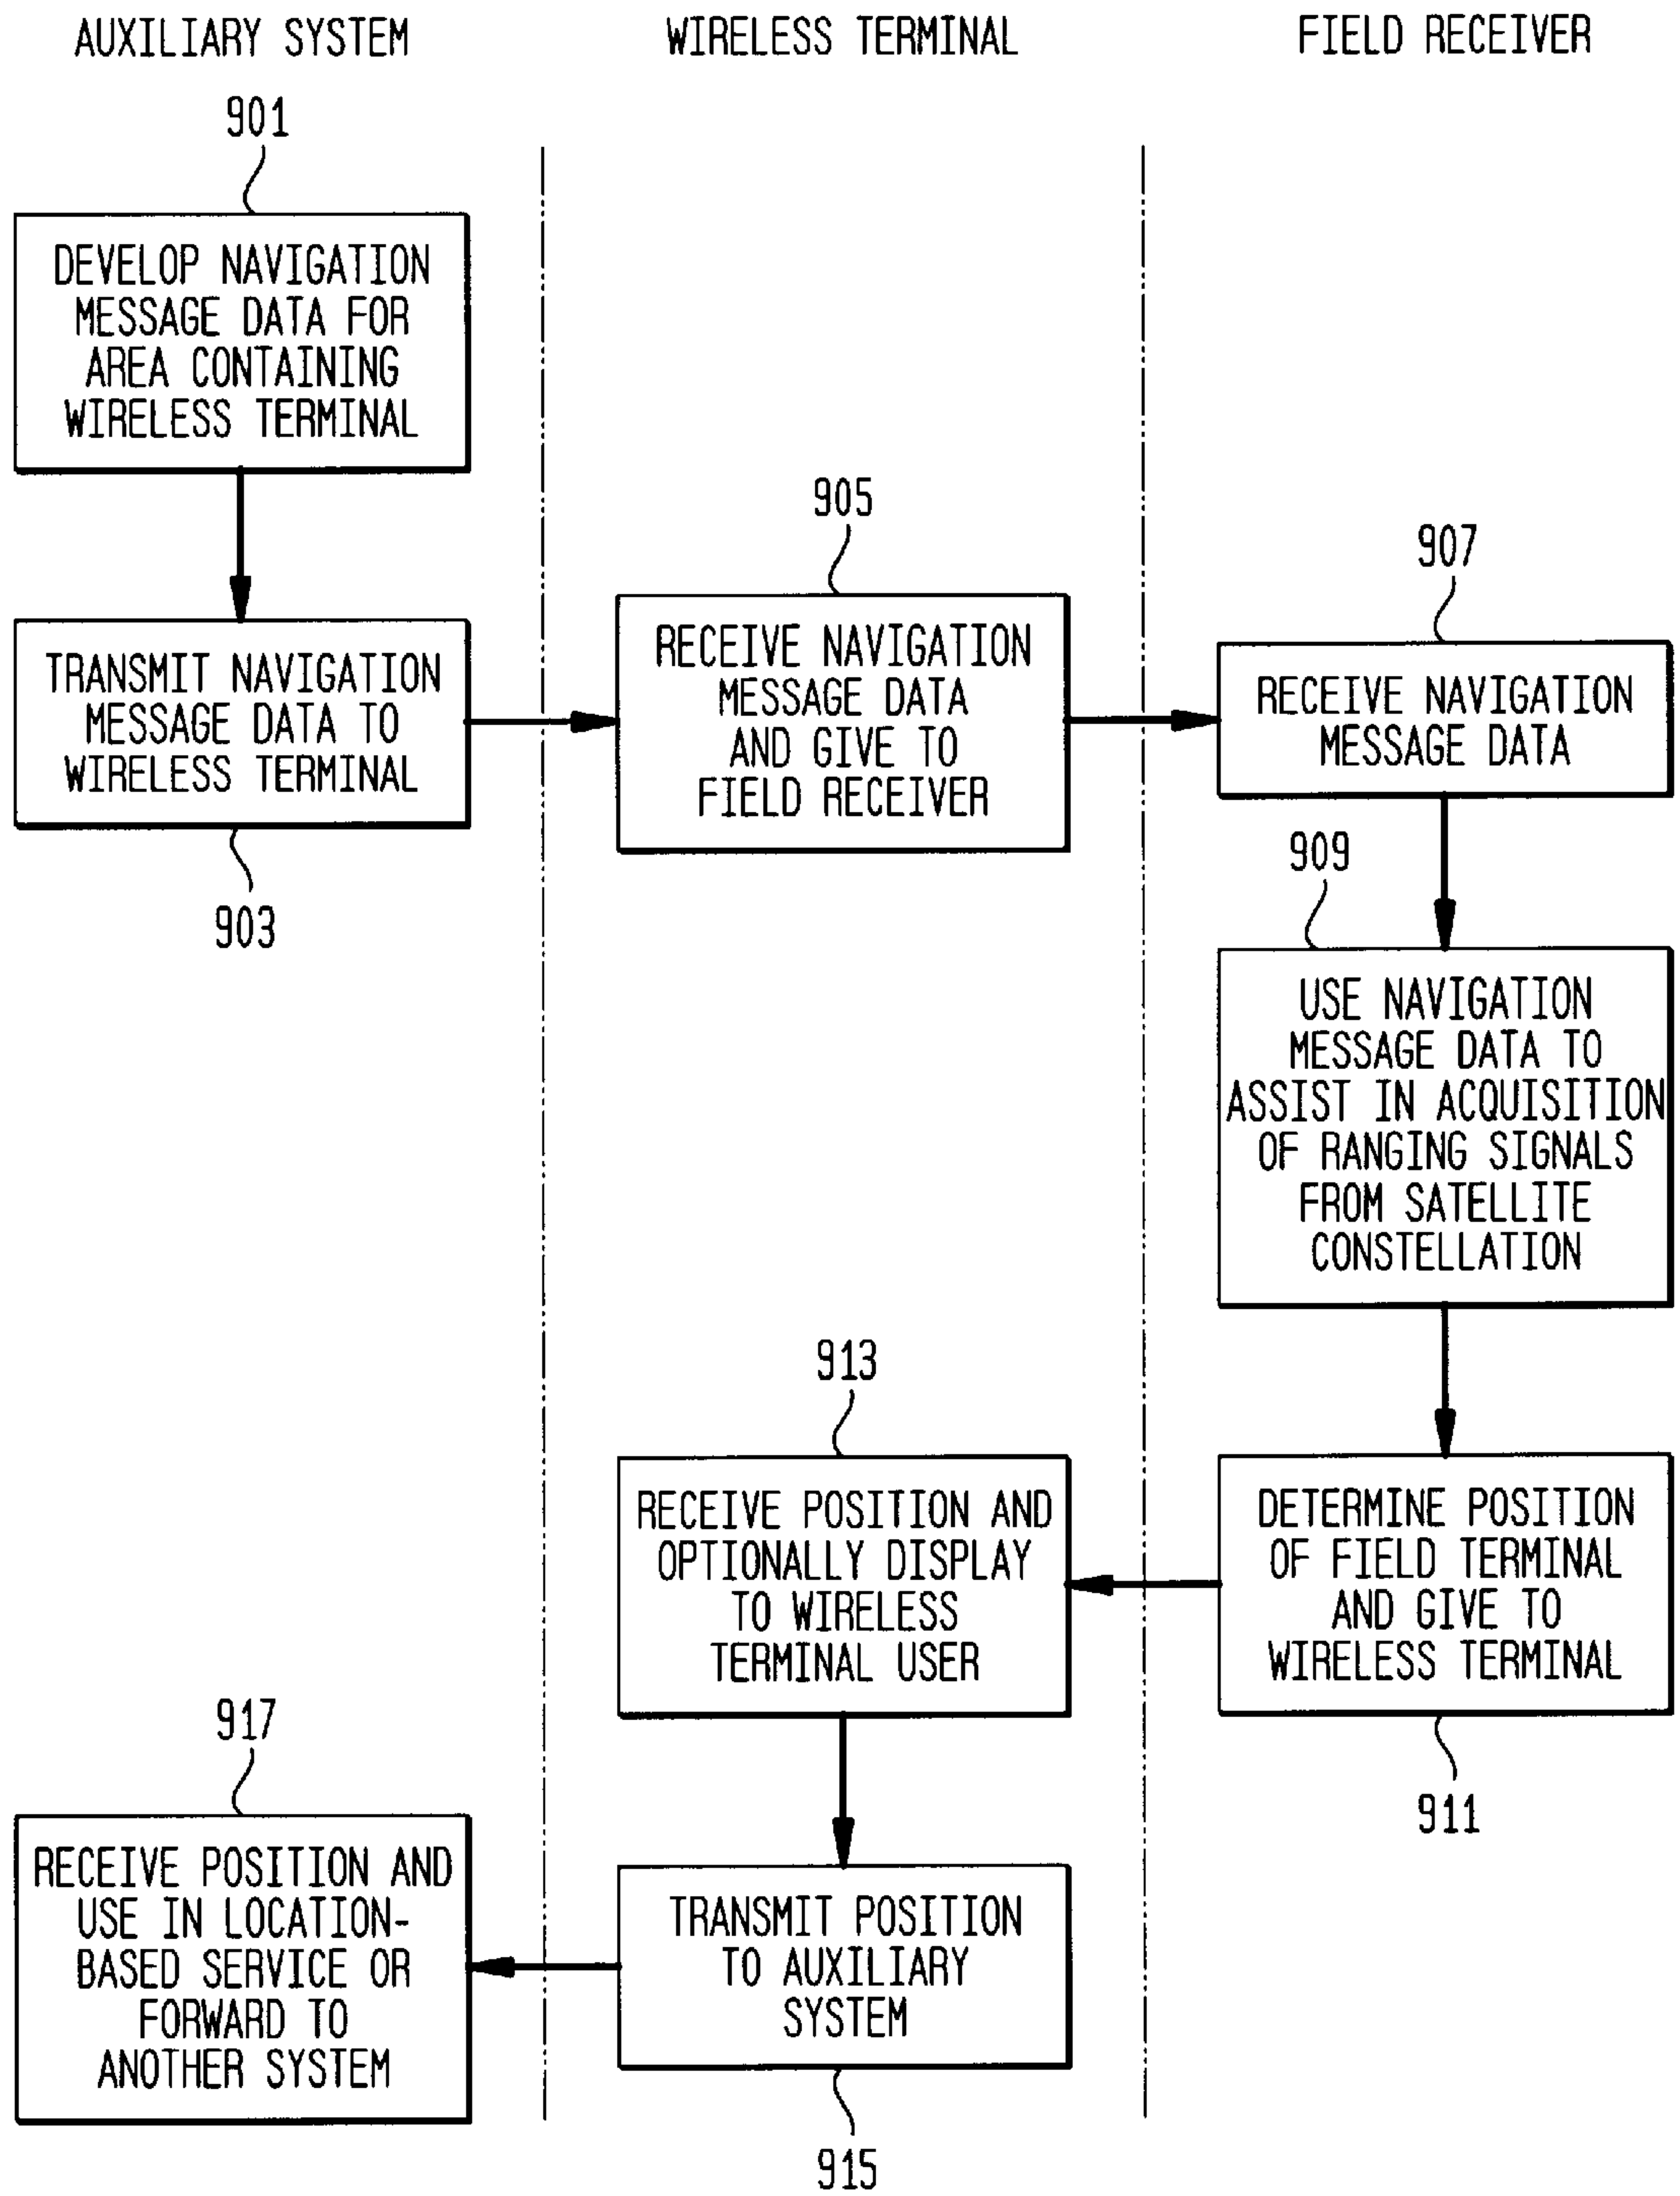 AUXILIARY SYSTEM
WIRELESS TERMINAL
FIELD RECEIVER
901
DEVELOP NAVIGATION
MESSAGE DATA FOR
AREA CONTAINING
WIRELESS TERMINAL
TRANSMIT NAVIGATION
MESSAGE DATA TO
WIRELESS TERMINAL
903
905
RECEIVE NAVIGATION
MESSAGE DATA
AND GIVE TO
FIELD RECEIVER
907
RECEIVE NAVIGATION
MESSAGE DATA
909
USE NAVIGATION
MESSAGE DATA TO
ASSIST IN ACQUISITION
OF RANGING SIGNALS
FROM SATELLITE
CONSTELLATION
DETERMINE POSITION
OF FIELD TERMINAL
AND GIVE TO
WIRELESS TERMINAL
911
913
RECEIVE POSITION AND
OPTIONALLY DISPLAY
TO WIRELESS
TERMINAL USER
TRANSMIT POSITION
TO AUXILIARY
SYSTEM
915
917
RECEIVE POSITION AND
USE IN LOCATION-
BASED SERVICE OR
FORWARD TO
ANOTHER SYSTEM